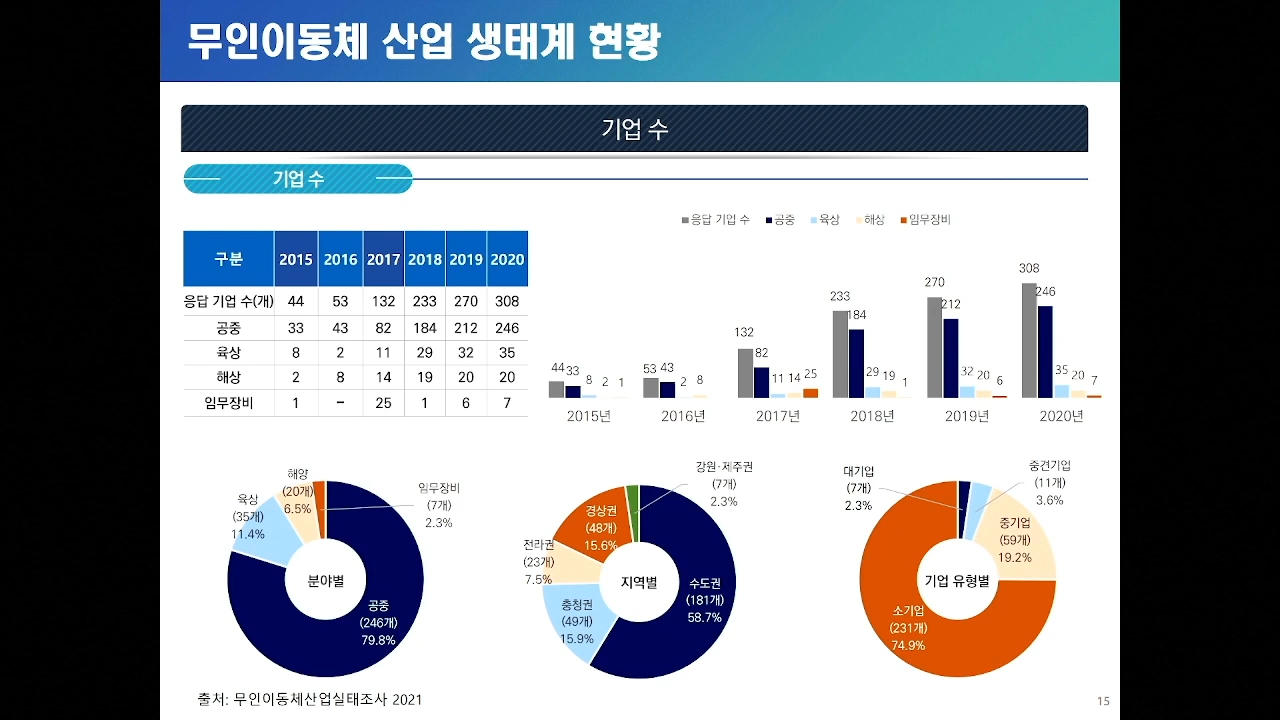 무인이동체 산업 생태계 현황
기업 수
기업 수
구분 2015 2016 2017 2018 2019 2020
응답 기업 수(개) 44 53 132 233 270 308
공중 33 43 82 184 212 246
육상 8 2 11 29 32 35
해상 2 8 14 19 20 20
임무장비 1 - 25 1 6 7
응답 기업 수 공중 육상 해상 임무장비
44 33 8 2 1
53 43 2 8
132 82 11 14 25
233 184 29 19 1
270 212 32 20 6
308 246 35 20 7
2015년 2016년 2017년 2018년 2019년 2020년
해양
(20개)
6.5%
육상
(35개)
11.4%
임무장비
(7개)
2.3%
분야별
공중
(246개)
79.8%
강원·제주권
(7개)
2.3%
경상권
(48개)
15.6%
전라권
(23개)
7.5%
지역별
수도권
(181개)
58.7%
충청권
(49개)
15.9%
대기업
(7개)
2.3%
중견기업
(11개)
3.6%
중기업
(59개)
19.2%
기업 유형별
소기업
(231개)
74.9%
출처: 무인이동체산업실태조사 2021
15